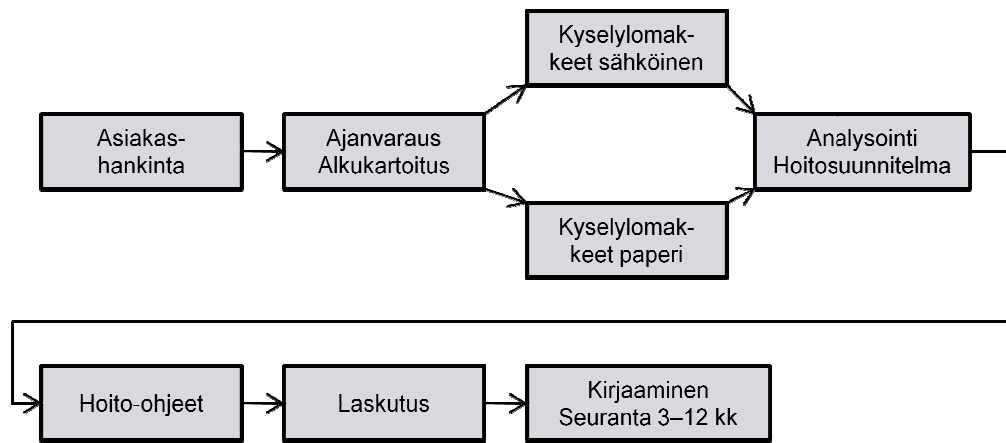 Asiakas-
hankinta
Ajanvaraus
Alkukartoitus
Kyselylomak-
keet sähköinen
Kyselylomak-
keet paperi
Analysointi
Hoitosuunnitelma
Hoito-ohjeet
Laskutus
Kirjaaminen
Seuranta 3–12 kk